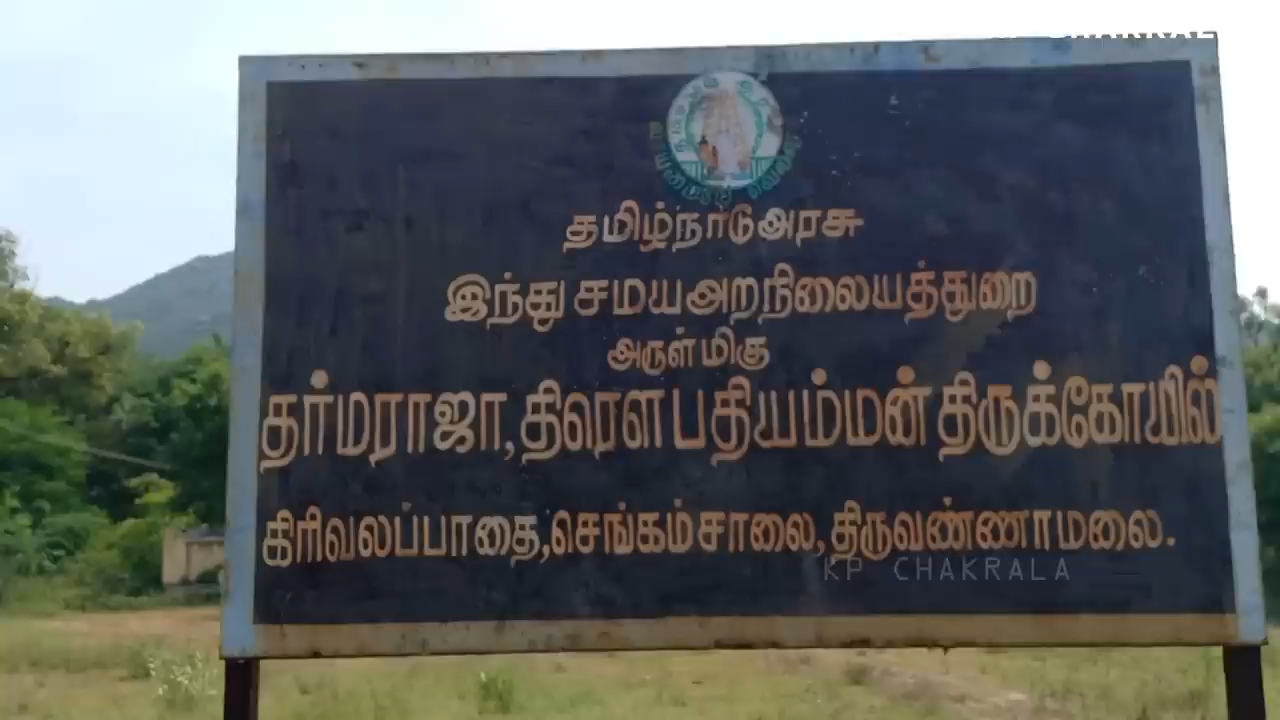 தமிழ்நாடு அரசு
இந்து சமய அறநிலையத்துறை
அருள்மிகு
தர்மராஜா, திரௌபதியம்மன் திருக்கோயில்
கிரிவலப்பாதை, செங்கம் சாலை, திருவண்ணாமலை.
KP CHAKRALA